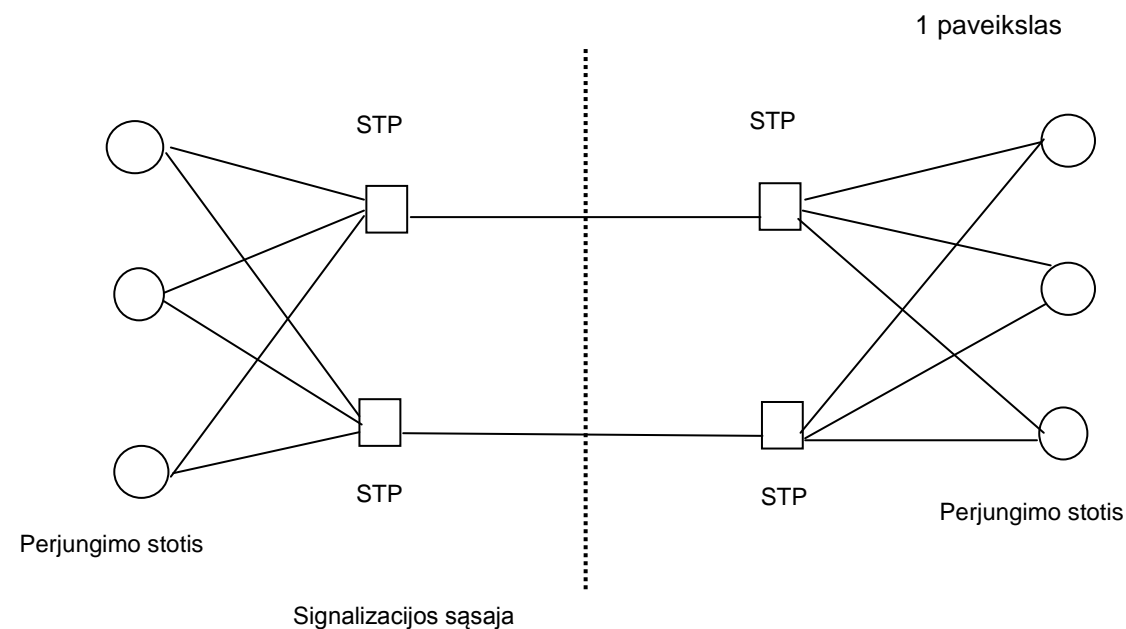 1 paveikslas
STP
STP
STP
STP
Perjungimo stotis
Perjungimo stotis
Signalizacijos sąsaja